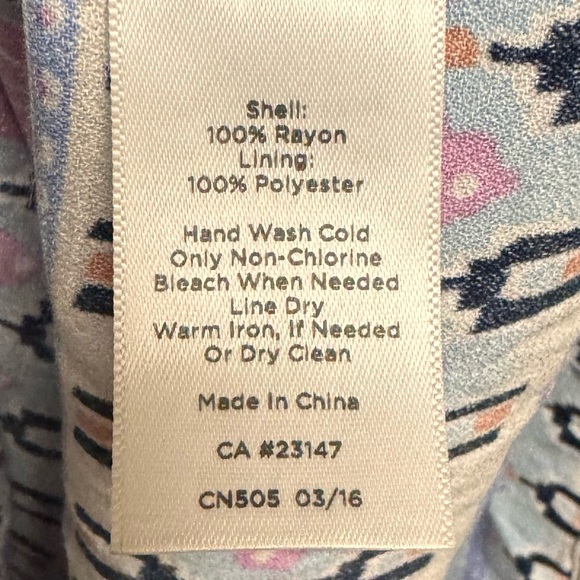 Shell:
100% Rayon
Lining:
100% Polyester
Hand Wash Cold
Only Non-Chlorine
Bleach When Needed
Line Dry
Warm Iron, If Needed
Or Dry Clean
Made In China
CA #23147
CN505 03/16